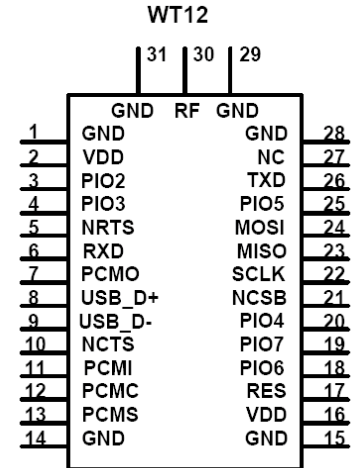 WT12
31 30 29
GND RF GND
1 GND GND 28
2 VDD NC 27
3 PIO2 TXD 26
4 PIO3 PIO5 25
5 NRTS MOSI 24
6 RXD MISO 23
7 PCMO SCLK 22
8 USB_D+ NCSB 21
9 USB_D- PIO4 20
10 NCTS PIO7 19
11 PCMI PIO6 18
12 PCMC RES 17
13 PCMS VDD 16
14 GND GND 15